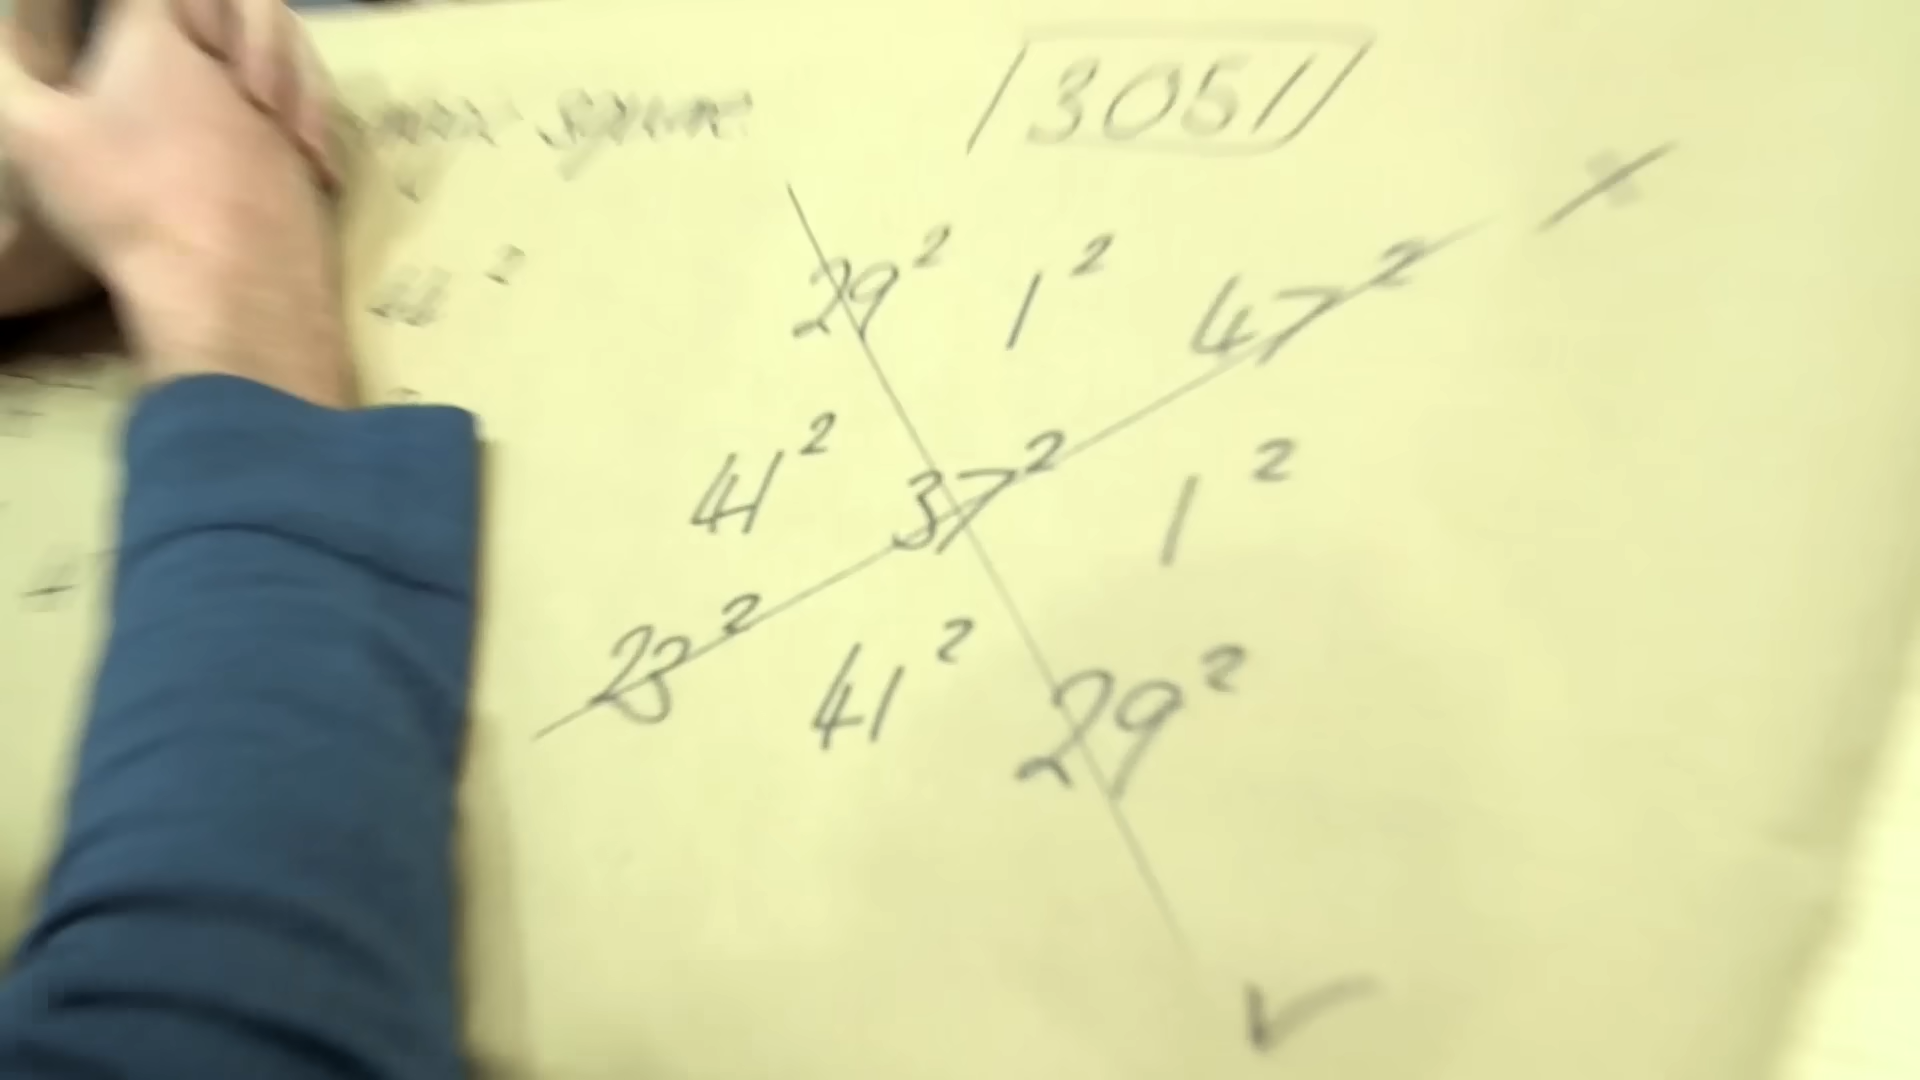 3051
29² 1² 47²
41² 37² 1²
23² 41² 29²